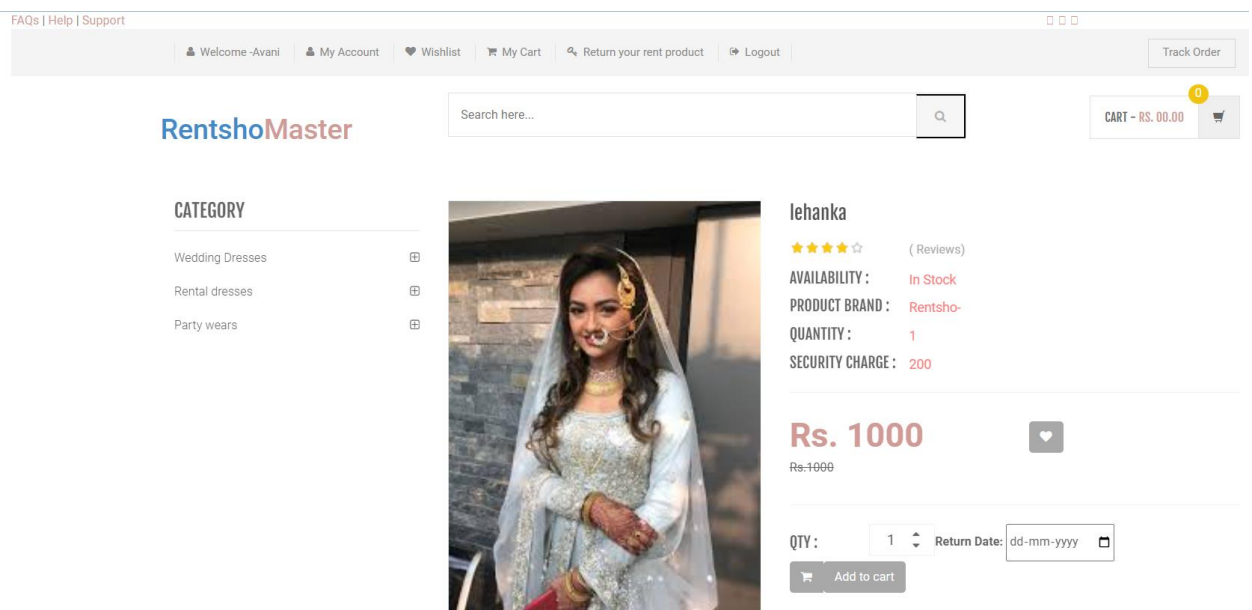 FAQs | Help | Support
Welcome -Avani My Account Wishlist My Cart Return your rent product Logout Track Order
RentshoMaster
Search here...
0
CART - RS. 00.00
CATEGORY
Wedding Dresses
Rental dresses
Party wears
lehanka
( Reviews)
AVAILABILITY : In Stock
PRODUCT BRAND : Rentsho-
QUANTITY : 1
SECURITY CHARGE : 200
Rs. 1000
Rs.1000
QTY : 1 Return Date: dd-mm-yyyy
Add to cart